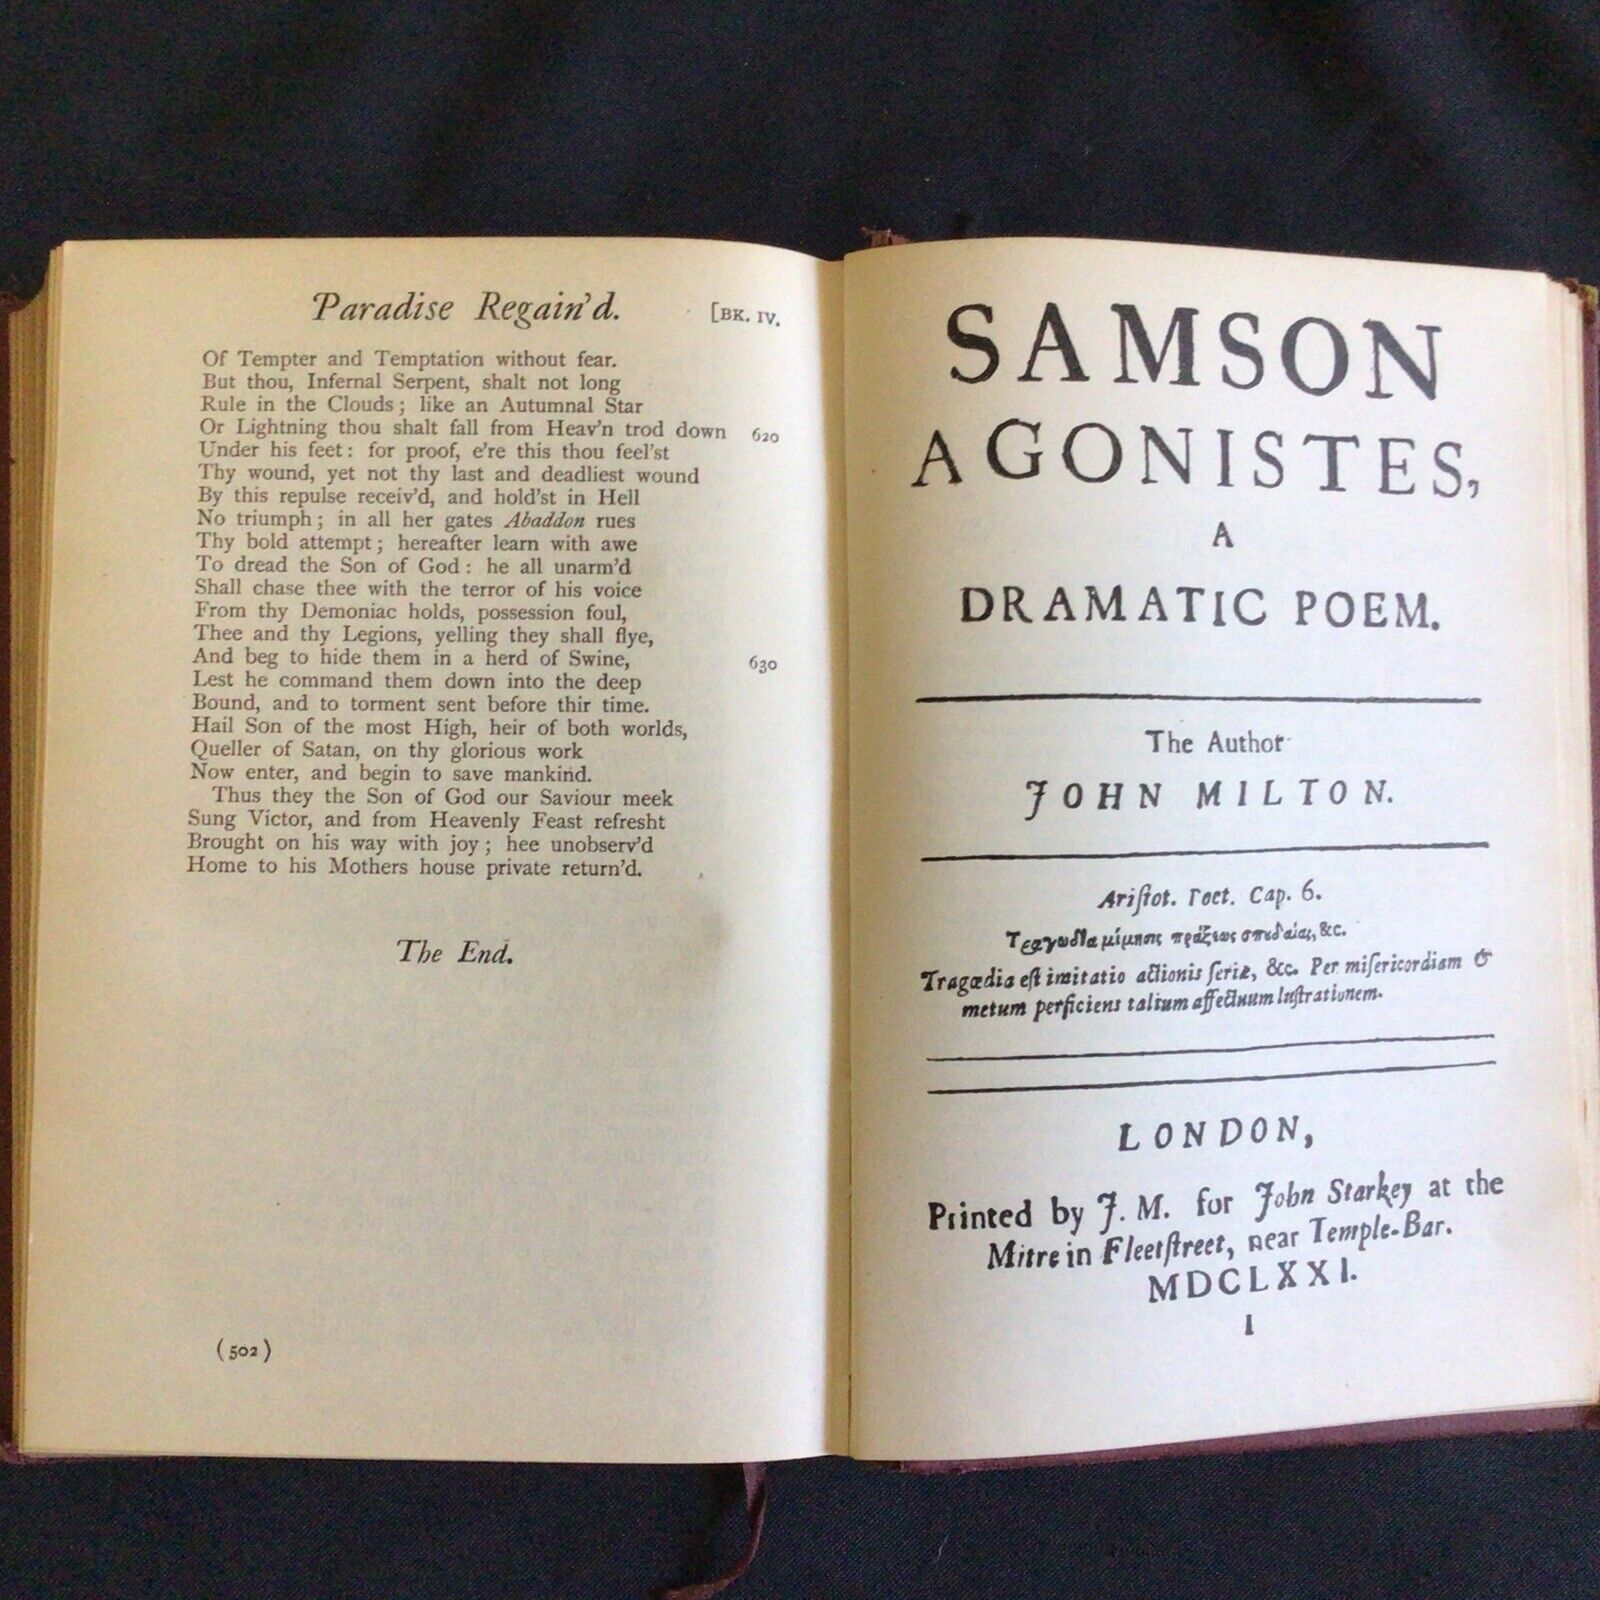 Paradise Regain'd. [BK. IV.
Of Tempter and Temptation without fear.
But thou, Infernal Serpent, shalt not long
Rule in the Clouds; like an Autumnal Star
Or Lightning thou shalt fall from Heav'n trod down 620
Under his feet: for proof, e're this thou feel'st
Thy wound, yet not thy last and deadliest wound
By this repulse receiv'd, and hold'st in Hell
No triumph; in all her gates Abaddon rues
Thy bold attempt; hereafter learn with awe
To dread the Son of God: he all unarm'd
Shall chase thee with the terror of his voice
From thy Demoniac holds, possession foul,
Thee and thy Legions, yelling they shall flye,
And beg to hide them in a herd of Swine, 630
Lest he command them down into the deep
Bound, and to torment sent before thir time.
Hail Son of the most High, heir of both worlds,
Queller of Satan, on thy glorious work
Now enter, and begin to save mankind.
Thus they the Son of God our Saviour meek
Sung Victor, and from Heavenly Feast refresht
Brought on his way with joy; hee unobserv'd
Home to his Mothers house private return'd.
The End.
(502)
SAMSON
AGONISTES,
A
DRAMATIC POEM.
The Author
JOHN MILTON.
Ariſtot. Poet. Cap. 6.
Τραγωδία μίμησις πράξεως σπυδαίας, &c.
Tragœdia eſt imitatio actionis ſeriæ, &c. Per miſericordiam &
metum perficiens talium affectuum luſtrationem.
LONDON,
Printed by J. M. for John Starkey at the
Mitre in Fleetſtreet, near Temple-Bar.
MDCLXXI.
I